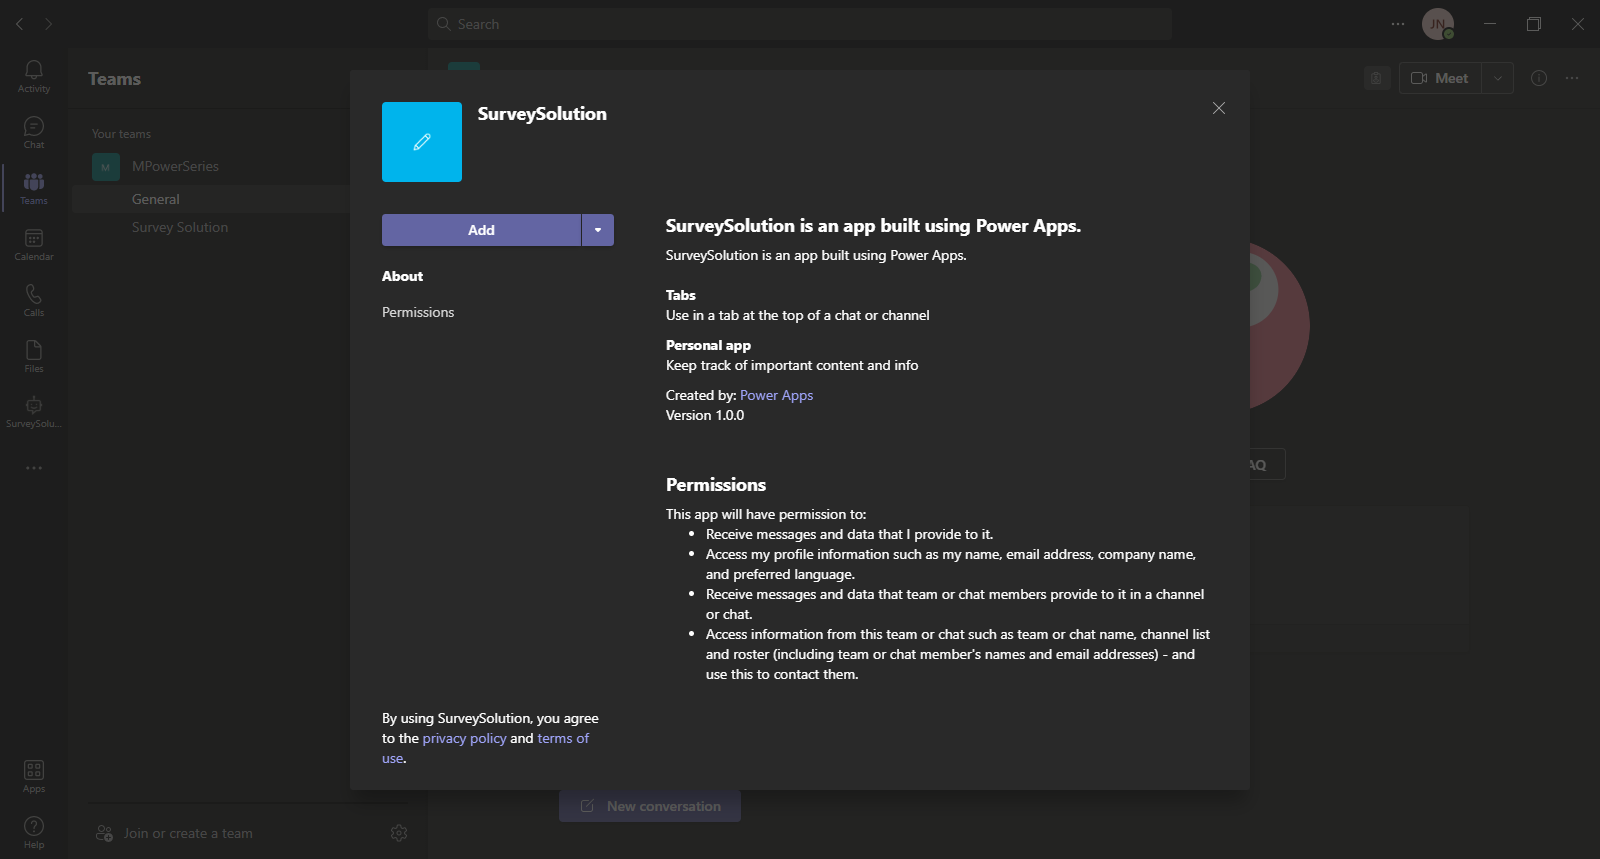 Search
JN
Activity
Chat
Teams
Calendar
Calls
Files
SurveySolu...
Apps
Help
Teams
Your teams
M
MPowerSeries
General
Survey Solution
Join or create a team
Meet
AQ
New conversation
SurveySolution
Add
About
Permissions
By using SurveySolution, you agree
to the privacy policy and terms of
use.
SurveySolution is an app built using Power Apps.
SurveySolution is an app built using Power Apps.
Tabs
Use in a tab at the top of a chat or channel
Personal app
Keep track of important content and info
Created by: Power Apps
Version 1.0.0
Permissions
This app will have permission to:
• Receive messages and data that I provide to it.
• Access my profile information such as my name, email address, company name,
and preferred language.
• Receive messages and data that team or chat members provide to it in a channel
or chat.
• Access information from this team or chat such as team or chat name, channel list
and roster (including team or chat member's names and email addresses) - and
use this to contact them.